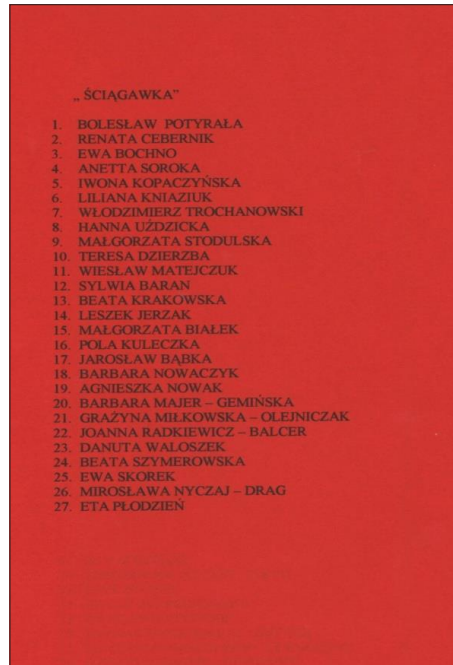 „ ŚCIĄGAWKA”
1. BOLESŁAW POTYRAŁA
2. RENATA CEBERNIK
3. EWA BOCHNO
4. ANETTA SOROKA
5. IWONA KOPACZYŃSKA
6. LILIANA KNIAZIUK
7. WŁODZIMIERZ TROCHANOWSKI
8. HANNA UŹDZICKA
9. MAŁGORZATA STODULSKA
10. TERESA DZIERZBA
11. WIESŁAW MATEJCZUK
12. SYLWIA BARAN
13. BEATA KRAKOWSKA
14. LESZEK JERZAK
15. MAŁGORZATA BIAŁEK
16. POLA KULECZKA
17. JAROSŁAW BĄBKA
18. BARBARA NOWACZYK
19. AGNIESZKA NOWAK
20. BARBARA MAJER – GEMIŃSKA
21. GRAŻYNA MIŁKOWSKA – OLEJNICZAK
22. JOANNA RADKIEWICZ – BALCER
23. DANUTA WALOSZEK
24. BEATA SZYMEROWSKA
25. EWA SKOREK
26. MIROSŁAWA NYCZAJ – DRAG
27. ETA PŁODZIEŃ